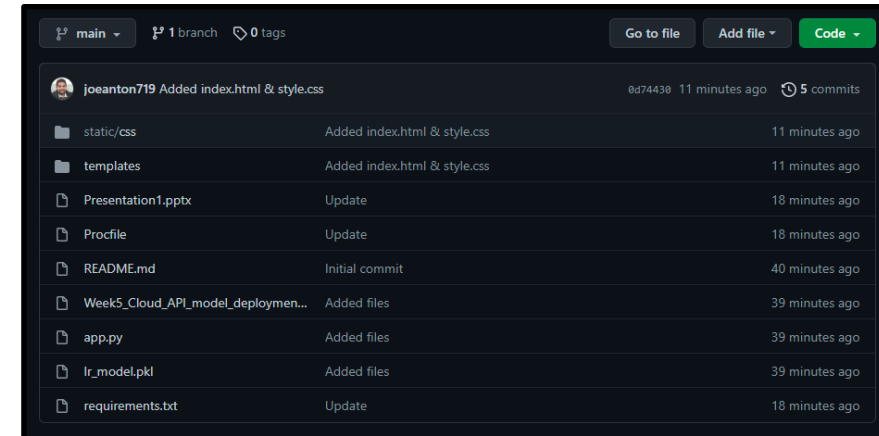 main 1 branch 0 tags Go to file Add file Code
joeanton719 Added index.html & style.css 0d74430 11 minutes ago 5 commits
static/css Added index.html & style.css 11 minutes ago
templates Added index.html & style.css 11 minutes ago
Presentation1.pptx Update 18 minutes ago
Procfile Update 18 minutes ago
README.md Initial commit 40 minutes ago
Week5_Cloud_API_model_deploymen... Added files 39 minutes ago
app.py Added files 39 minutes ago
lr_model.pkl Added files 39 minutes ago
requirements.txt Update 18 minutes ago